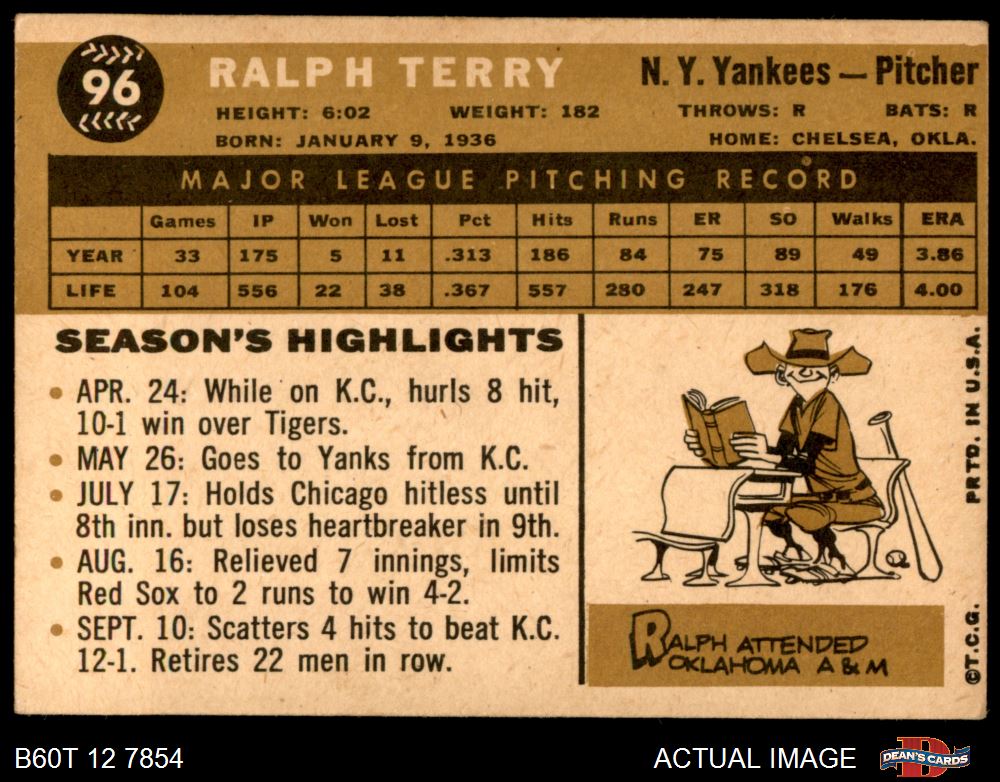 96
RALPH TERRY
N. Y. Yankees — Pitcher
HEIGHT: 6:02 WEIGHT: 182 THROWS: R BATS: R
BORN: JANUARY 9, 1936 HOME: CHELSEA, OKLA.
MAJOR LEAGUE PITCHING RECORD
Games IP Won Lost Pct Hits Runs ER SO Walks ERA
YEAR 33 175 5 11 .313 186 84 75 89 49 3.86
LIFE 104 556 22 38 .367 557 280 247 318 176 4.00
SEASON'S HIGHLIGHTS
• APR. 24: While on K.C., hurls 8 hit,
10-1 win over Tigers.
• MAY 26: Goes to Yanks from K.C.
• JULY 17: Holds Chicago hitless until
8th inn. but loses heartbreaker in 9th.
• AUG. 16: Relieved 7 innings, limits
Red Sox to 2 runs to win 4-2.
• SEPT. 10: Scatters 4 hits to beat K.C.
12-1. Retires 22 men in row.
RALPH ATTENDED
OKLAHOMA A & M
©T.C.G. PRTD. IN U.S.A.
B60T 12 7854
ACTUAL IMAGE
DEAN'S CARDS